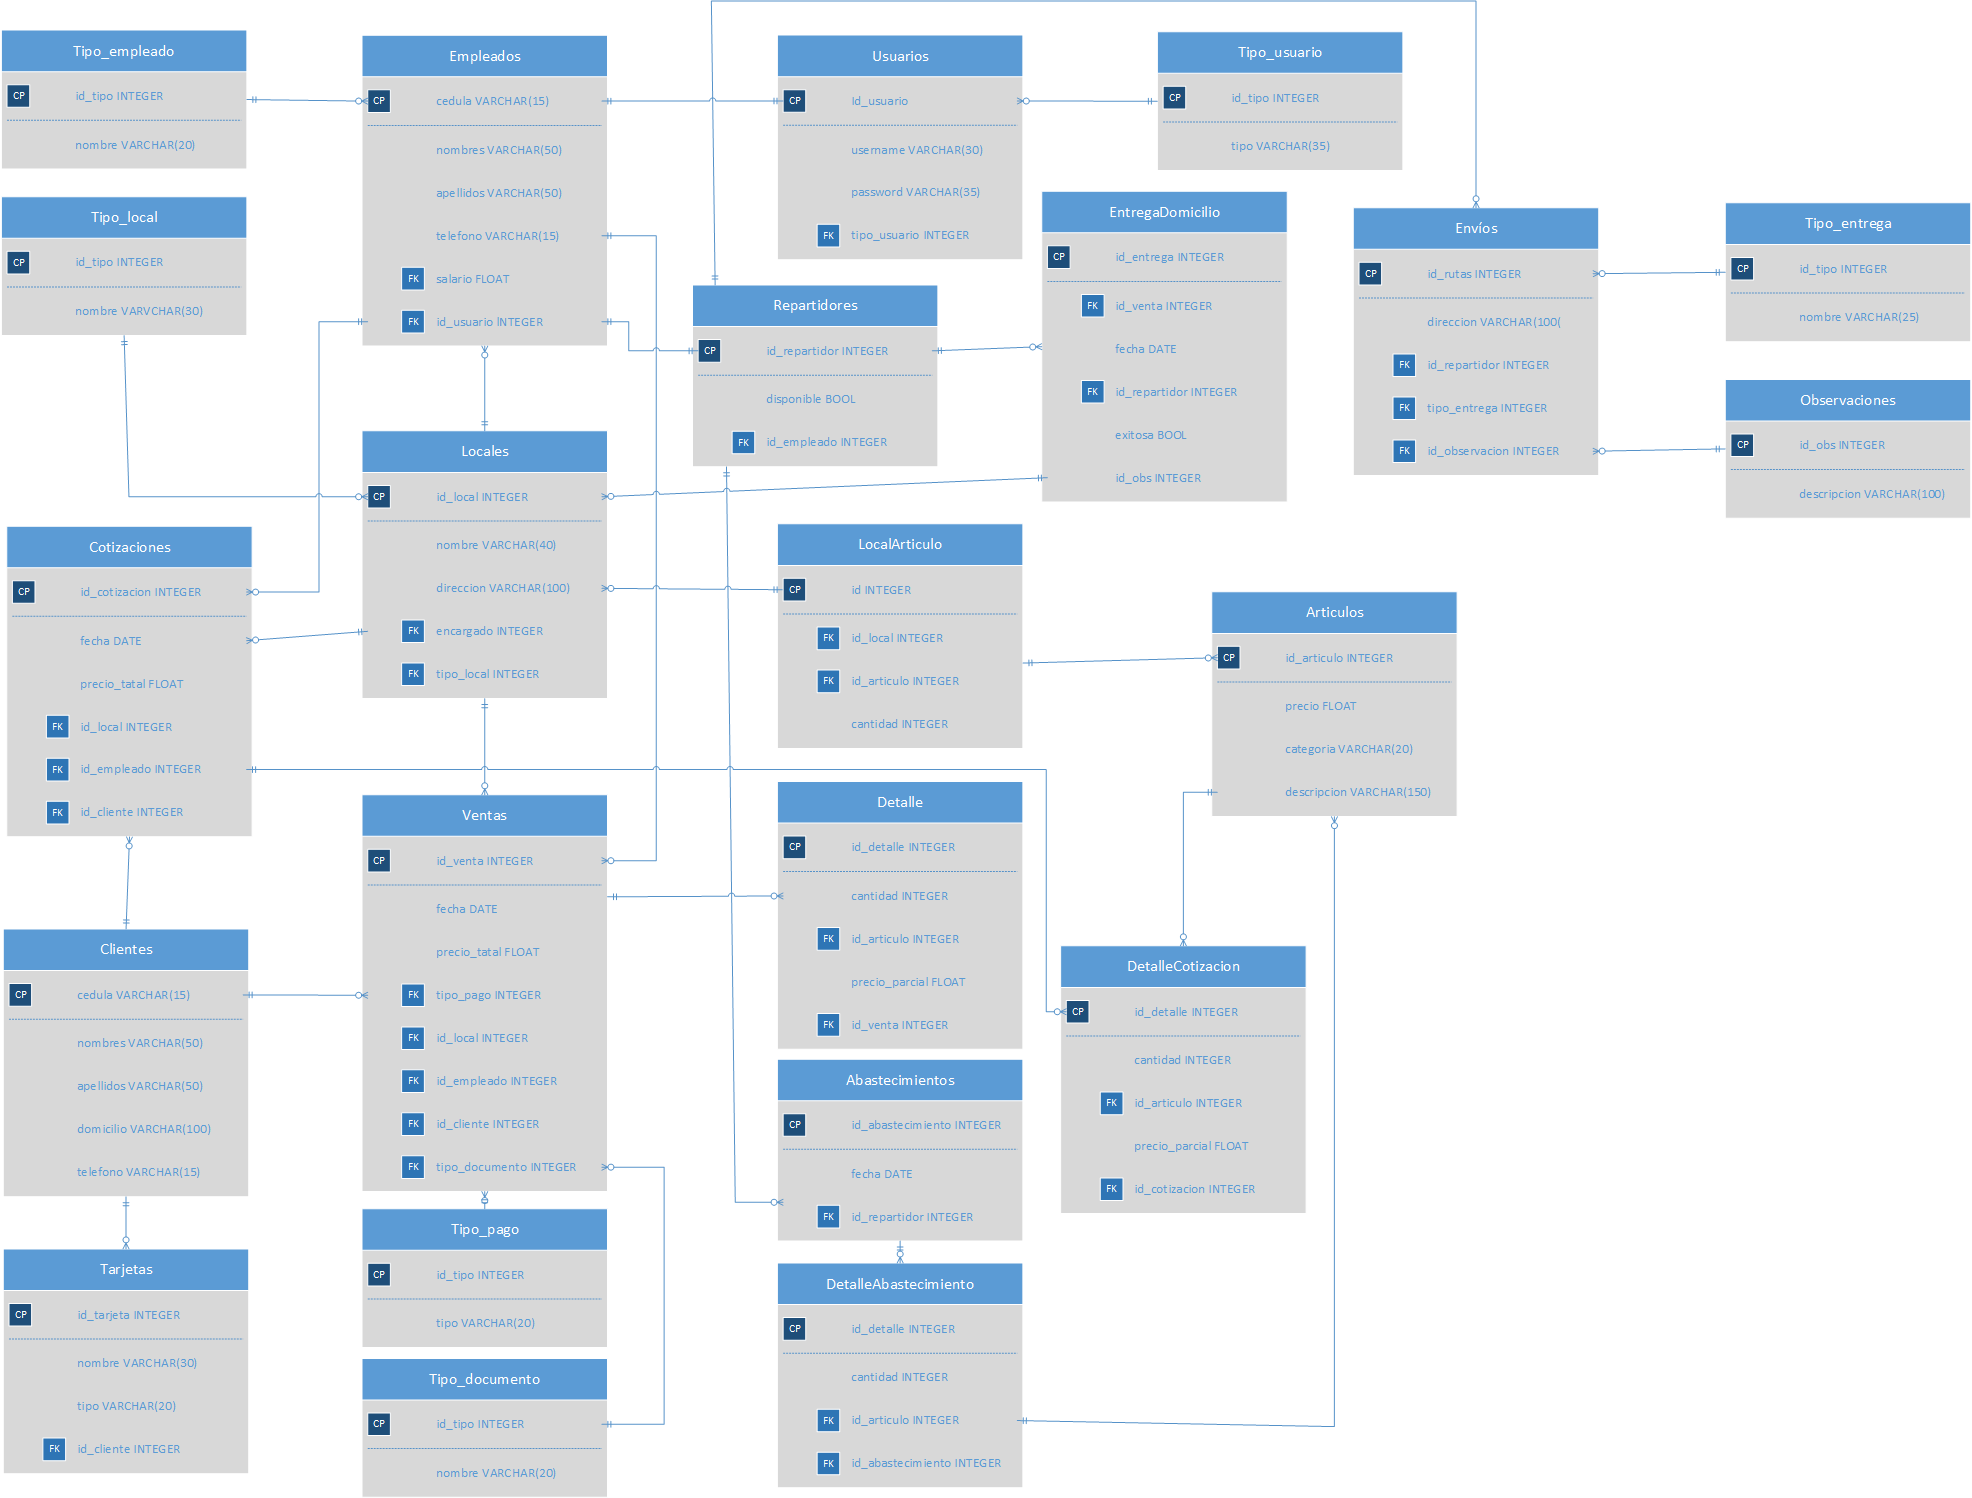 Tipo_empleado
CP id_tipo INTEGER
nombre VARCHAR(20)
Empleados
CP cedula VARCHAR(15)
nombres VARCHAR(50)
apellidos VARCHAR(50)
telefono VARCHAR(15)
FK salario FLOAT
FK id_usuario INTEGER
Usuarios
CP Id_usuario
username VARCHAR(30)
password VARCHAR(35)
FK tipo_usuario INTEGER
Tipo_usuario
CP id_tipo INTEGER
tipo VARCHAR(35)
Tipo_local
CP id_tipo INTEGER
nombre VARVCHAR(30)
EntregaDomicilio
CP id_entrega INTEGER
FK id_venta INTEGER
fecha DATE
FK id_repartidor INTEGER
exitosa BOOL
id_obs INTEGER
Envíos
CP id_rutas INTEGER
direccion VARCHAR(100(
FK id_repartidor INTEGER
FK tipo_entrega INTEGER
FK id_observacion INTEGER
Tipo_entrega
CP id_tipo INTEGER
nombre VARCHAR(25)
Repartidores
CP id_repartidor INTEGER
disponible BOOL
FK id_empleado INTEGER
Observaciones
CP id_obs INTEGER
descripcion VARCHAR(100)
Locales
CP id_local INTEGER
nombre VARCHAR(40)
direccion VARCHAR(100)
FK encargado INTEGER
FK tipo_local INTEGER
Cotizaciones
CP id_cotizacion INTEGER
fecha DATE
precio_tatal FLOAT
FK id_local INTEGER
FK id_empleado INTEGER
FK id_cliente INTEGER
LocalArticulo
CP id INTEGER
FK id_local INTEGER
FK id_articulo INTEGER
cantidad INTEGER
Articulos
CP id_articulo INTEGER
precio FLOAT
categoria VARCHAR(20)
descripcion VARCHAR(150)
Ventas
CP id_venta INTEGER
fecha DATE
precio_tatal FLOAT
FK tipo_pago INTEGER
FK id_local INTEGER
FK id_empleado INTEGER
FK id_cliente INTEGER
FK tipo_documento INTEGER
Detalle
CP id_detalle INTEGER
cantidad INTEGER
FK id_articulo INTEGER
precio_parcial FLOAT
FK id_venta INTEGER
Clientes
CP cedula VARCHAR(15)
nombres VARCHAR(50)
apellidos VARCHAR(50)
domicilio VARCHAR(100)
telefono VARCHAR(15)
DetalleCotizacion
CP id_detalle INTEGER
cantidad INTEGER
FK id_articulo INTEGER
precio_parcial FLOAT
FK id_cotizacion INTEGER
Abastecimientos
CP id_abastecimiento INTEGER
fecha DATE
FK id_repartidor INTEGER
Tipo_pago
CP id_tipo INTEGER
tipo VARCHAR(20)
Tarjetas
CP id_tarjeta INTEGER
nombre VARCHAR(30)
tipo VARCHAR(20)
FK id_cliente INTEGER
DetalleAbastecimiento
CP id_detalle INTEGER
cantidad INTEGER
FK id_articulo INTEGER
FK id_abastecimiento INTEGER
Tipo_documento
CP id_tipo INTEGER
nombre VARCHAR(20)